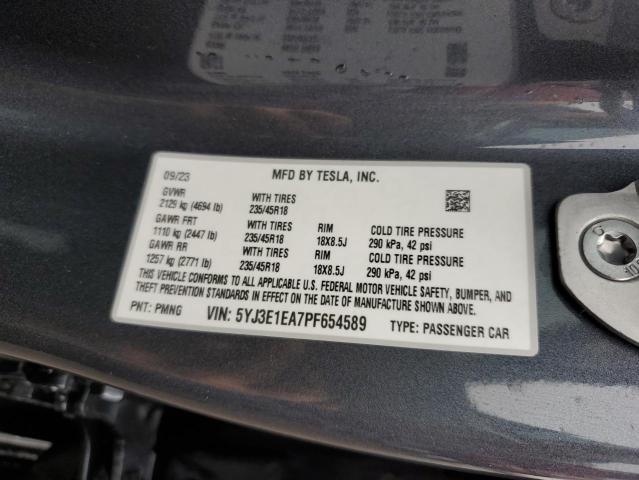 09/23 MFD BY TESLA, INC.
GVWR WITH TIRES
2129 kg (4694 lb) 235/45R18
GAWR FRT WITH TIRES RIM COLD TIRE PRESSURE
1110 kg (2447 lb) 235/45R18 18X8.5J 290 kPa, 42 psi
GAWR RR WITH TIRES RIM COLD TIRE PRESSURE
1257 kg (2771 lb) 235/45R18 18X8.5J 290 kPa, 42 psi
THIS VEHICLE CONFORMS TO ALL APPLICABLE U.S. FEDERAL MOTOR VEHICLE SAFETY, BUMPER, AND
THEFT PREVENTION STANDARDS IN EFFECT ON THE DATE OF MANUFACTURE SHOWN ABOVE.
PNT: PMNG VIN: 5YJ3E1EA7PF654589 TYPE: PASSENGER CAR